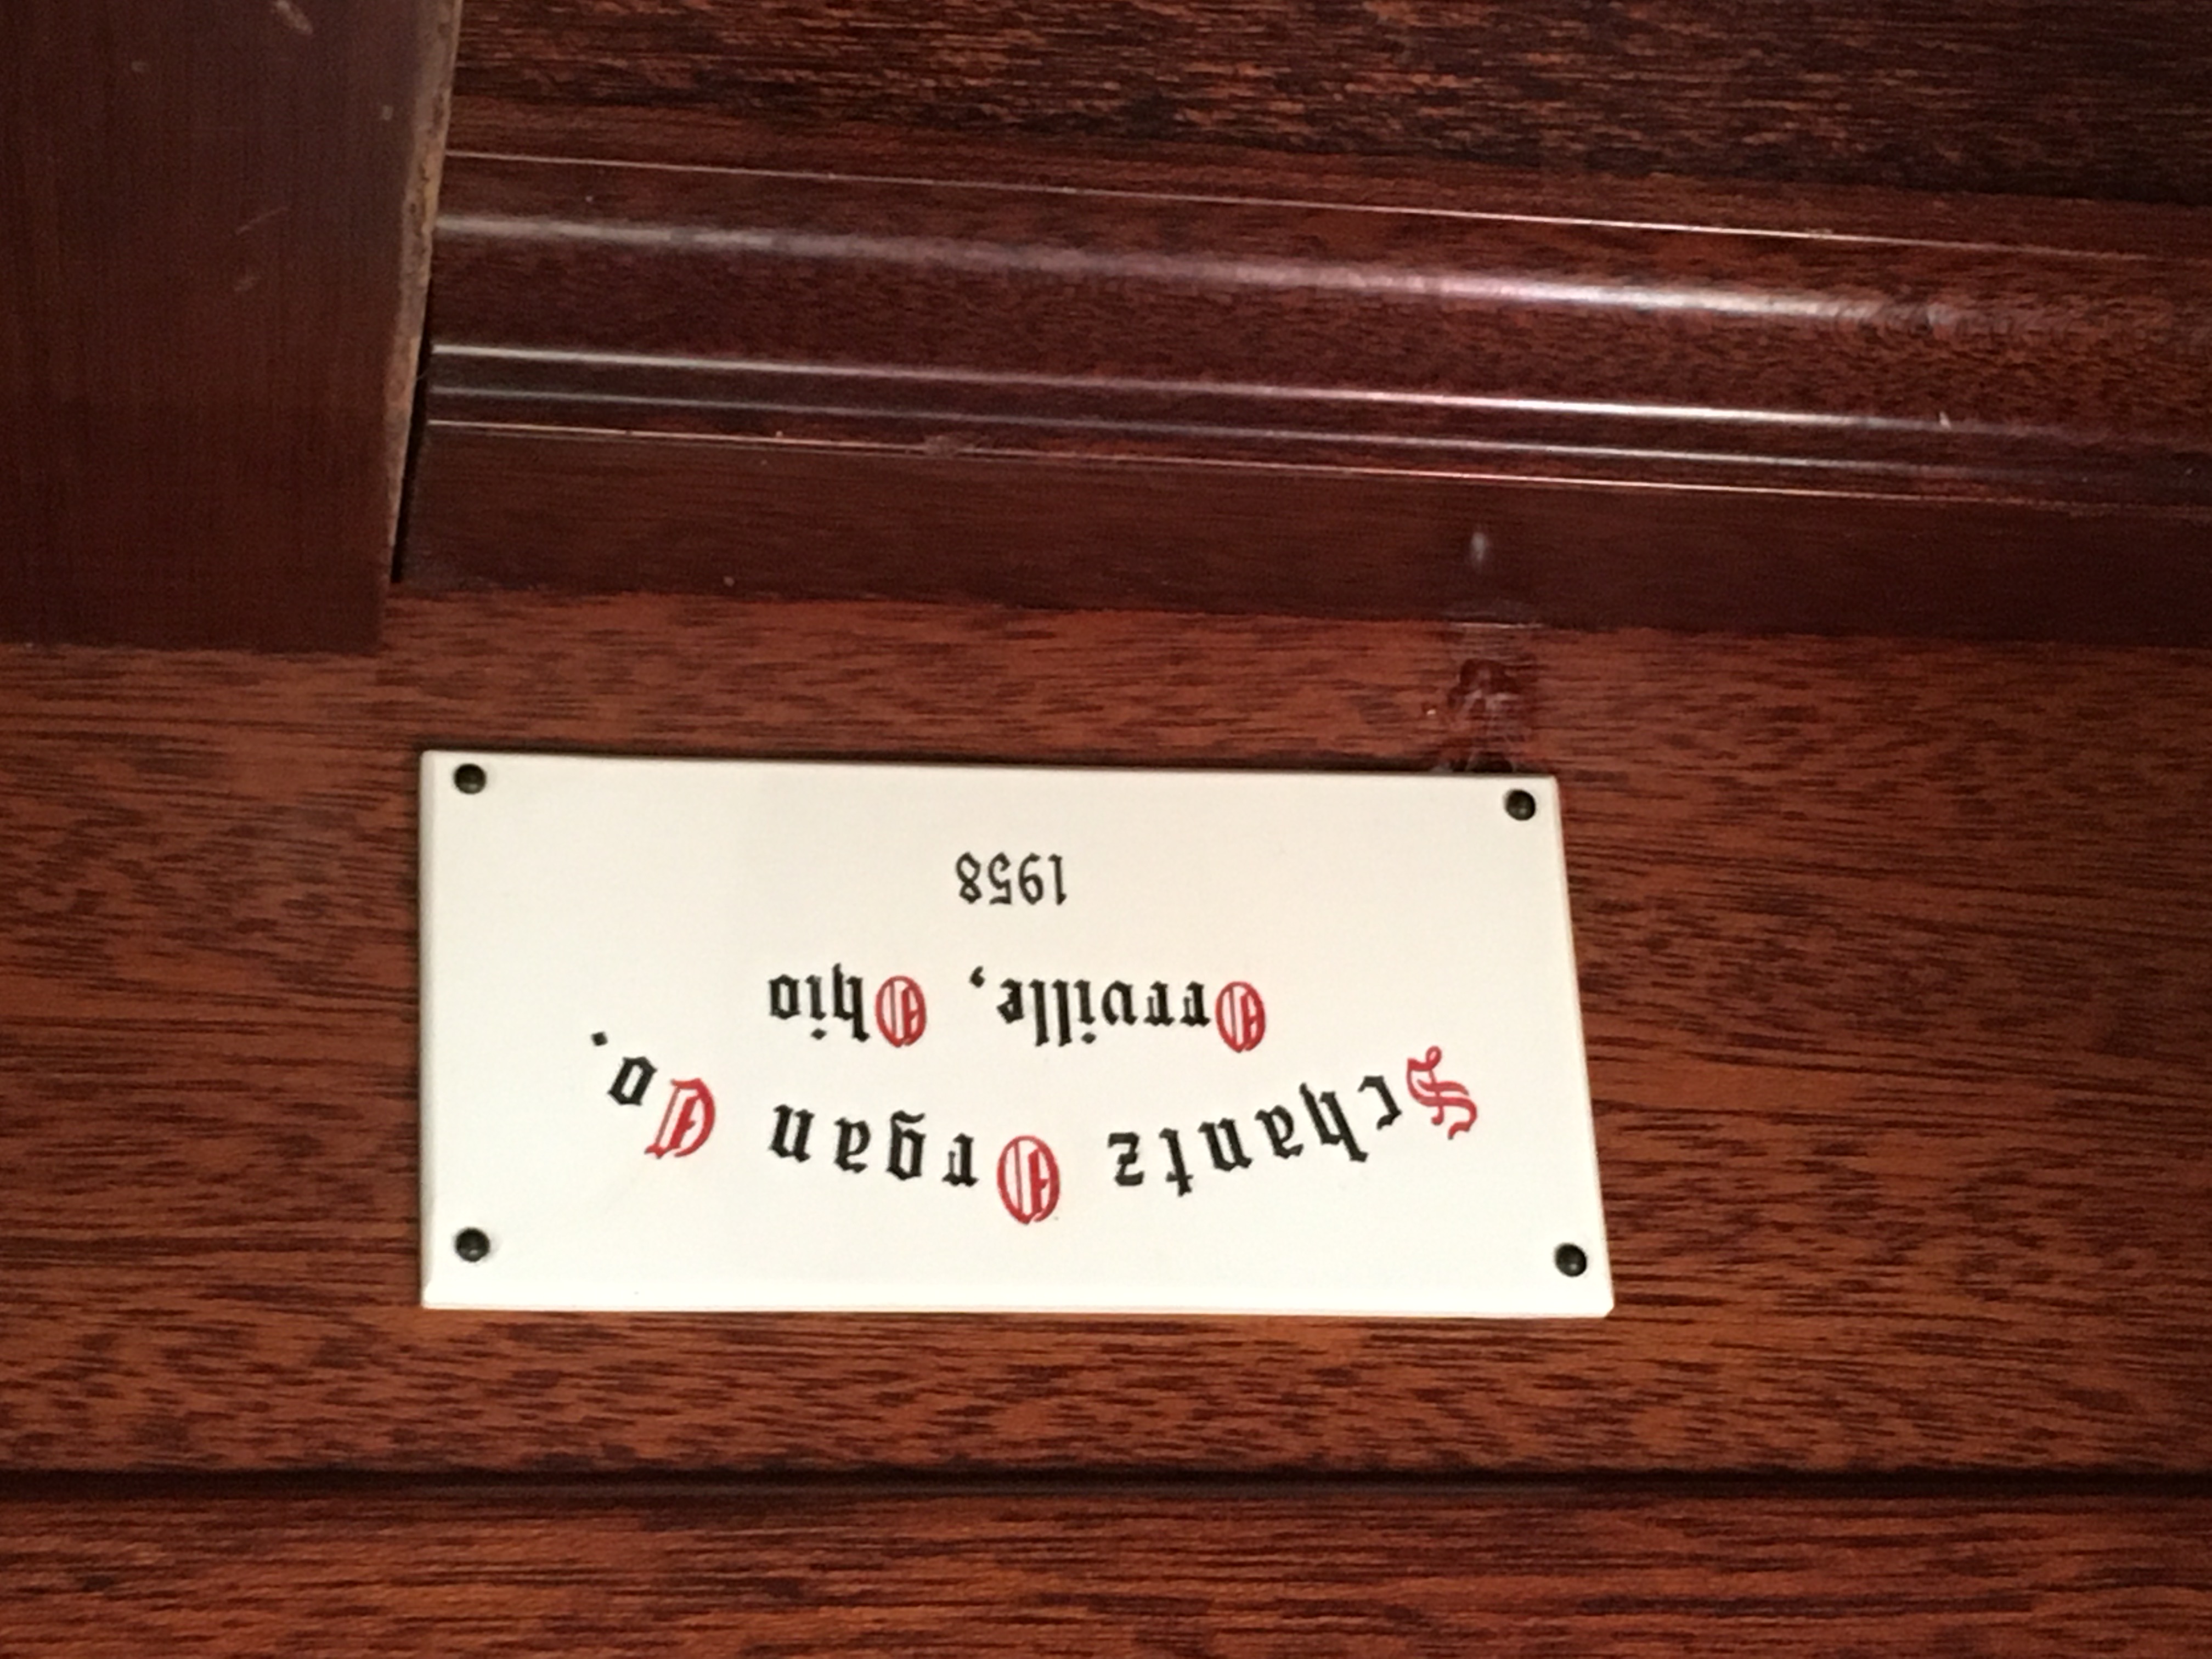 Schantz Organ Co.
Orrville, Ohio
1958